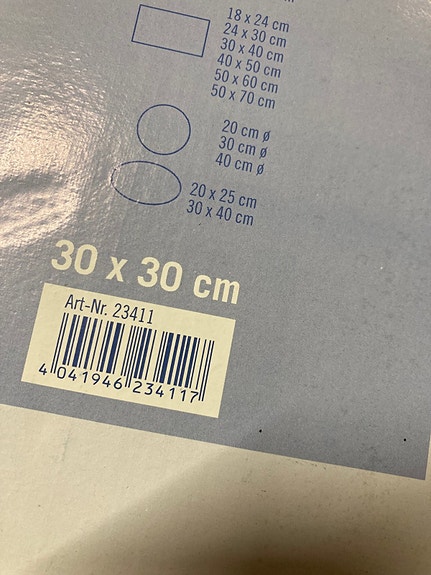 18 x 24 cm
24 x 30 cm
30 x 40 cm
40 x 50 cm
50 x 60 cm
50 x 70 cm
20 cm ø
30 cm ø
40 cm ø
20 x 25 cm
30 x 40 cm
30 x 30 cm
Art-Nr. 23411
4 041946 234117